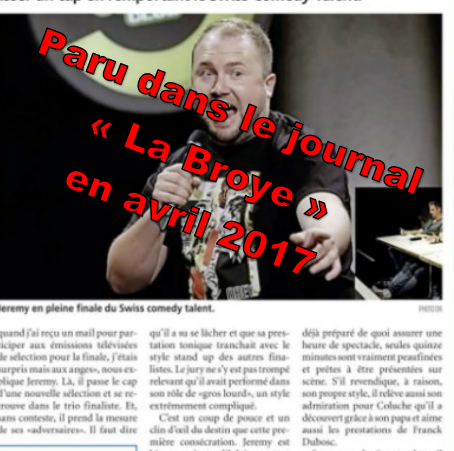 Paru dans le journal
« La Broye »
en avril 2017
Jeremy en pleine finale du Swiss comedy talent.
quand j'ai reçu un mail pour par-
ticiper aux émissions télévisées
de sélection pour la finale, j'étais
surpris mais aux anges», nous ex-
plique Jeremy. Là, il passe le cap
d'une nouvelle sélection et se re-
trouve dans le trio finaliste. Et,
sans conteste, il prend la mesure
de ses «adversaires». Il faut dire
qu'il a su se lâcher et que sa pres-
tation tonique tranchait avec le
style stand up des autres fina-
listes. Le jury ne s'y est pas trompé
relevant qu'il avait performé dans
son rôle de «gros lourd», un style
extrêmement compliqué.
C'est un coup de pouce et un
clin d'œil du destin que cette pre-
mière consécration. Jeremy est
déjà préparé de quoi assurer une
heure de spectacle, seules quinze
minutes sont vraiment peaufinées
et prêtes à être présentées sur
scène. S'il revendique, à raison,
son propre style, il relève aussi son
admiration pour Coluche qu'il a
découvert grâce à son papa et aime
aussi les prestations de Franck
Dubosc.